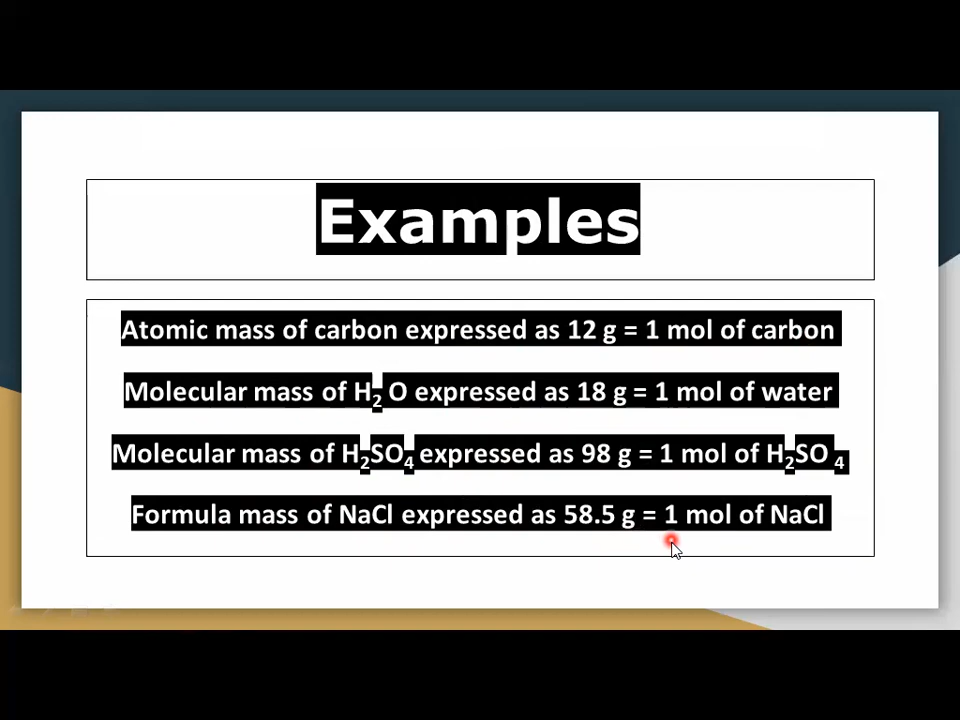 Examples
Atomic mass of carbon expressed as 12 g = 1 mol of carbon
Molecular mass of H₂ O expressed as 18 g = 1 mol of water
Molecular mass of H₂SO₄ expressed as 98 g = 1 mol of H₂SO ₄
Formula mass of NaCl expressed as 58.5 g = 1 mol of NaCl